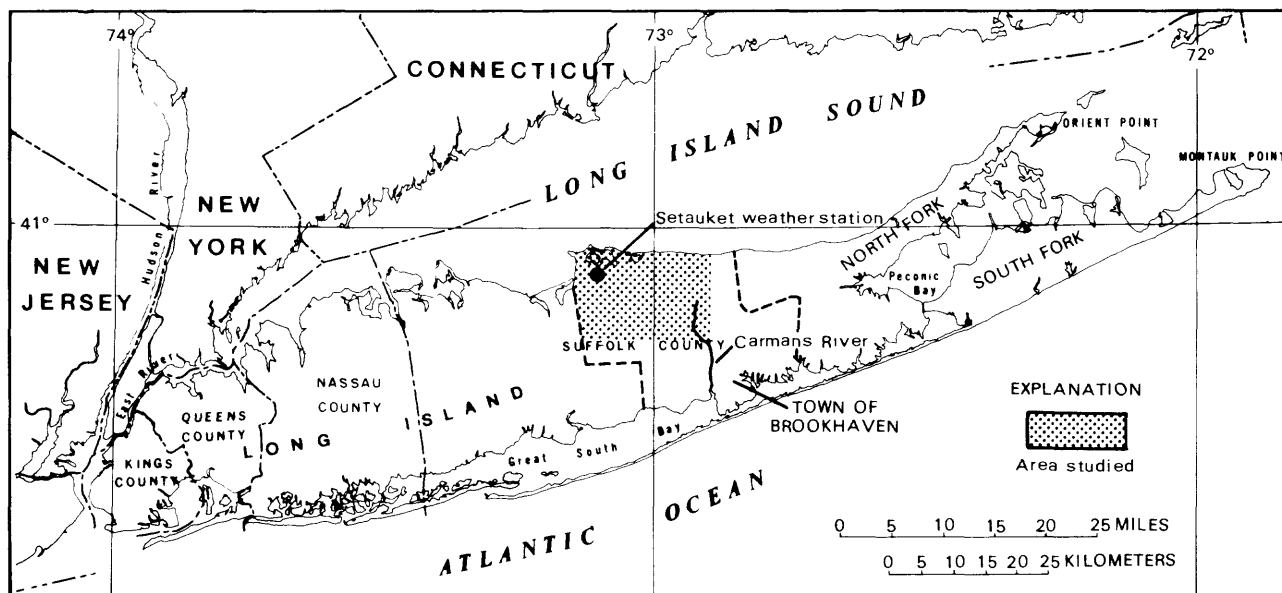 74°
73°
72°
CONNECTICUT
LONG ISLAND SOUND
ORIENT POINT
MONTAUK POINT
Hudson River
NEW
YORK
41°
Setauket weather station
NORTH FORK
SOUTH FORK
Peconic
Bay
NEW
JERSEY
SUFFOLK COUNTY
Carmans River
East River
NASSAU
COUNTY
QUEENS
COUNTY
LONG ISLAND
KINGS
COUNTY
TOWN OF
BROOKHAVEN
Great South Bay
ATLANTIC OCEAN
EXPLANATION
Area studied
0 5 10 15 20 25 MILES
0 5 10 15 20 25 KILOMETERS